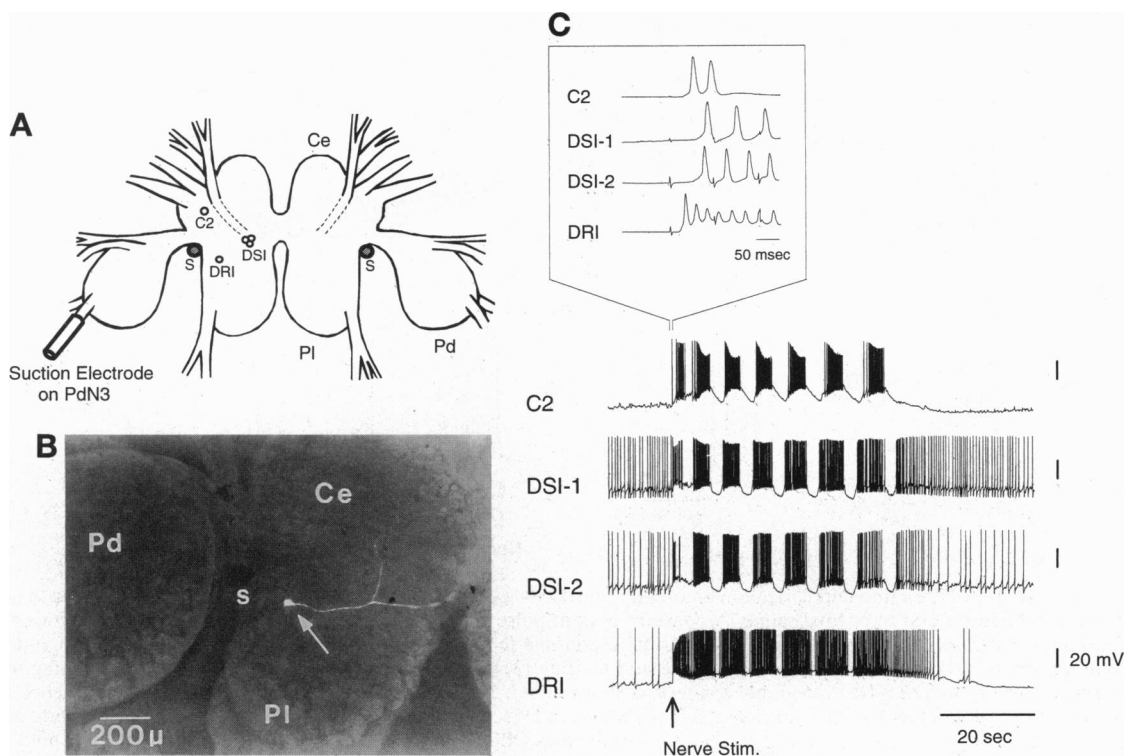 A
Ce
C2
DSI
S
DRI
S
Pl
Pd
Suction Electrode
on PdN3
B
Ce
Pd
s
Pl
200μ
C
C2
DSI-1
DSI-2
DRI
50 msec
C2
DSI-1
DSI-2
DRI
20 mV
20 sec
Nerve Stim.